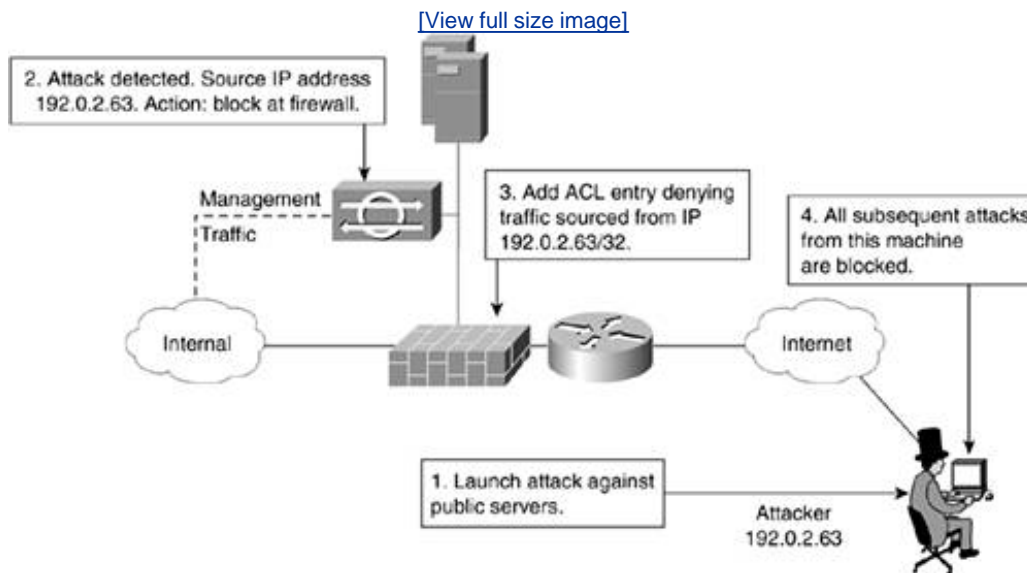 [View full size image]
2. Attack detected. Source IP address
192.0.2.63. Action: block at firewall.
Management
Traffic
3. Add ACL entry denying
traffic sourced from IP
192.0.2.63/32.
4. All subsequent attacks
from this machine
are blocked.
Internal
Internet
1. Launch attack against
public servers.
Attacker
192.0.2.63